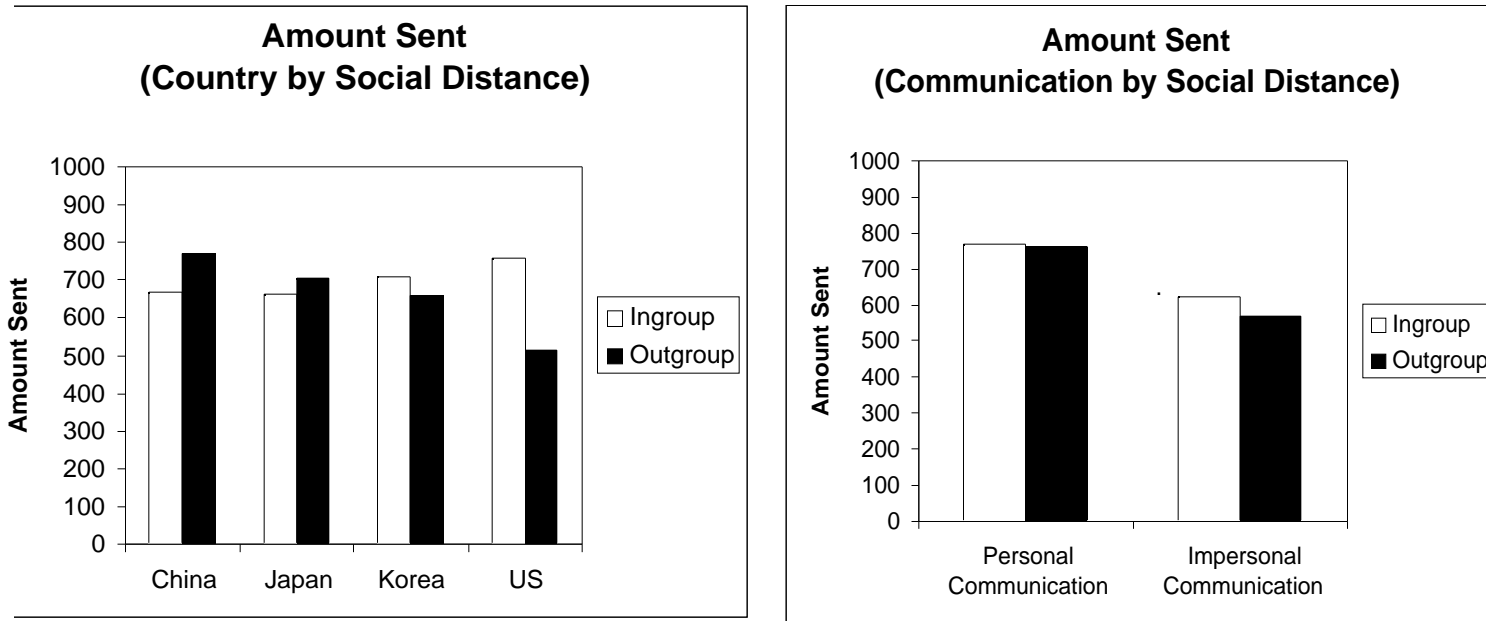 Amount Sent
(Country by Social Distance)
1000
900
800
700
600
500
400
300
200
100
0
Amount Sent
China Japan Korea US
Ingroup
Outgroup
Amount Sent
(Communication by Social Distance)
1000
900
800
700
600
500
400
300
200
100
0
Amount Sent
Personal Communication
Impersonal Communication
Ingroup
Outgroup